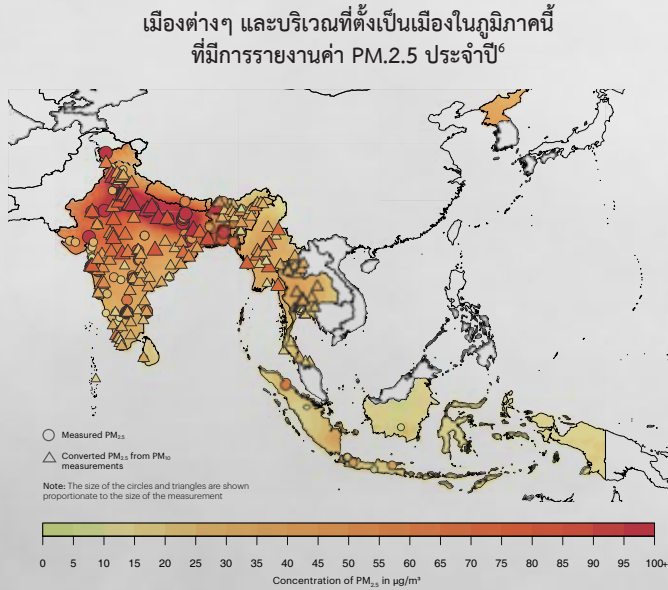 เมืองต่างๆ และบริเวณที่ตั้งเป็นเมืองในภูมิภาคนี้
ที่มีการรายงานค่า PM.2.5 ประจำปี⁶
Measured PM₂.₅
Converted PM₂.₅ from PM₁₀
measurements
Note: The size of the circles and triangles are shown
proportionate to the size of the measurement
0 5 10 15 20 25 30 35 40 45 50 55 60 65 70 75 80 85 90 95 100+
Concentration of PM₂.₅ in µg/m³